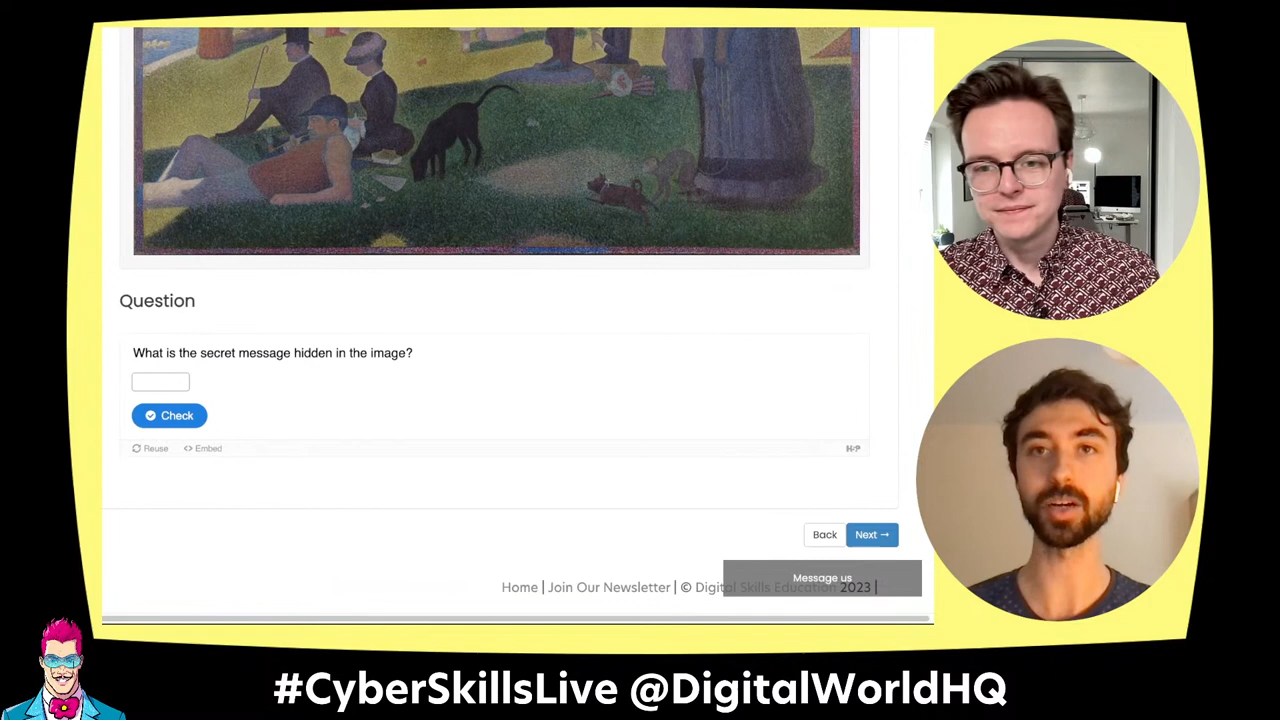 Question
What is the secret message hidden in the image?
Check
Reuse <> Embed
H-P
Back Next →
Message us
Home | Join Our Newsletter | © Digital Skills Education 2023 |
#CyberSkillsLive @DigitalWorldHQ